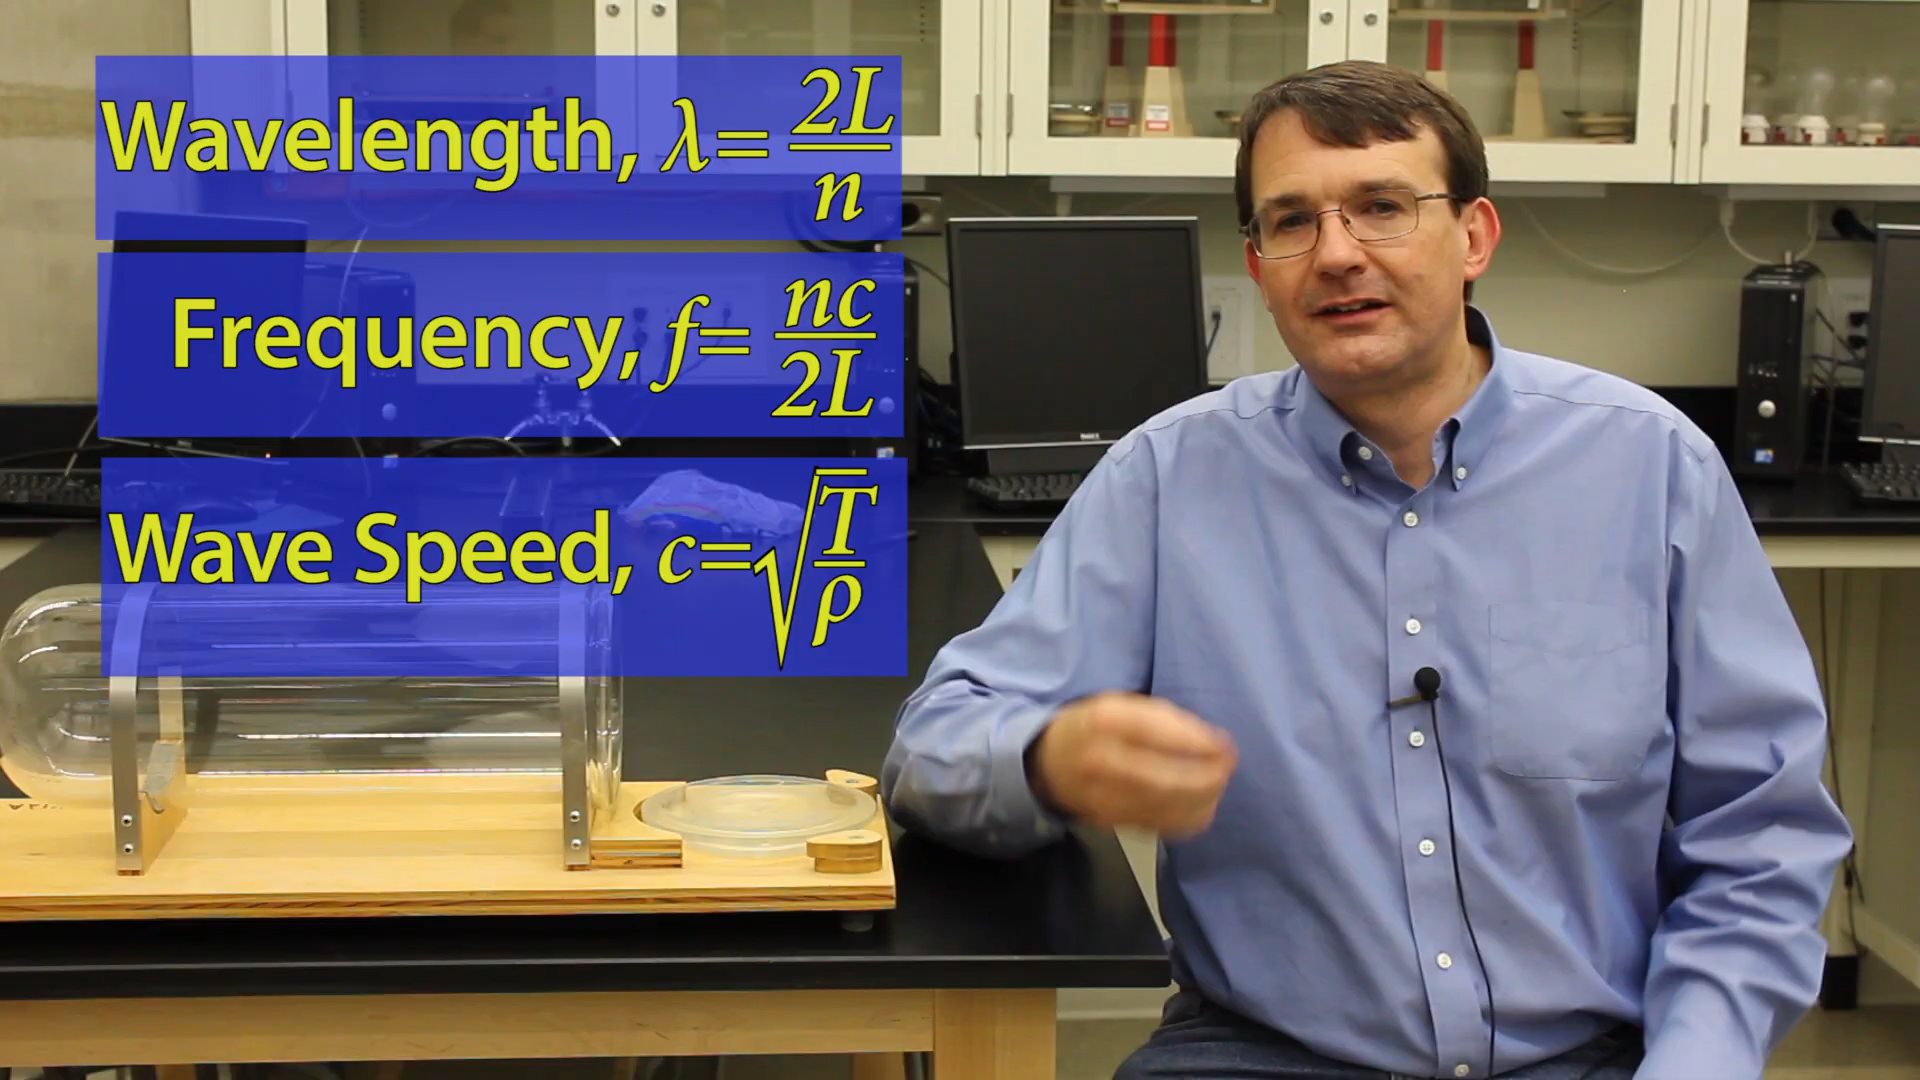 Wavelength, λ= 2L/n
Frequency, f= nc/2L
Wave Speed, c=√T/ρ